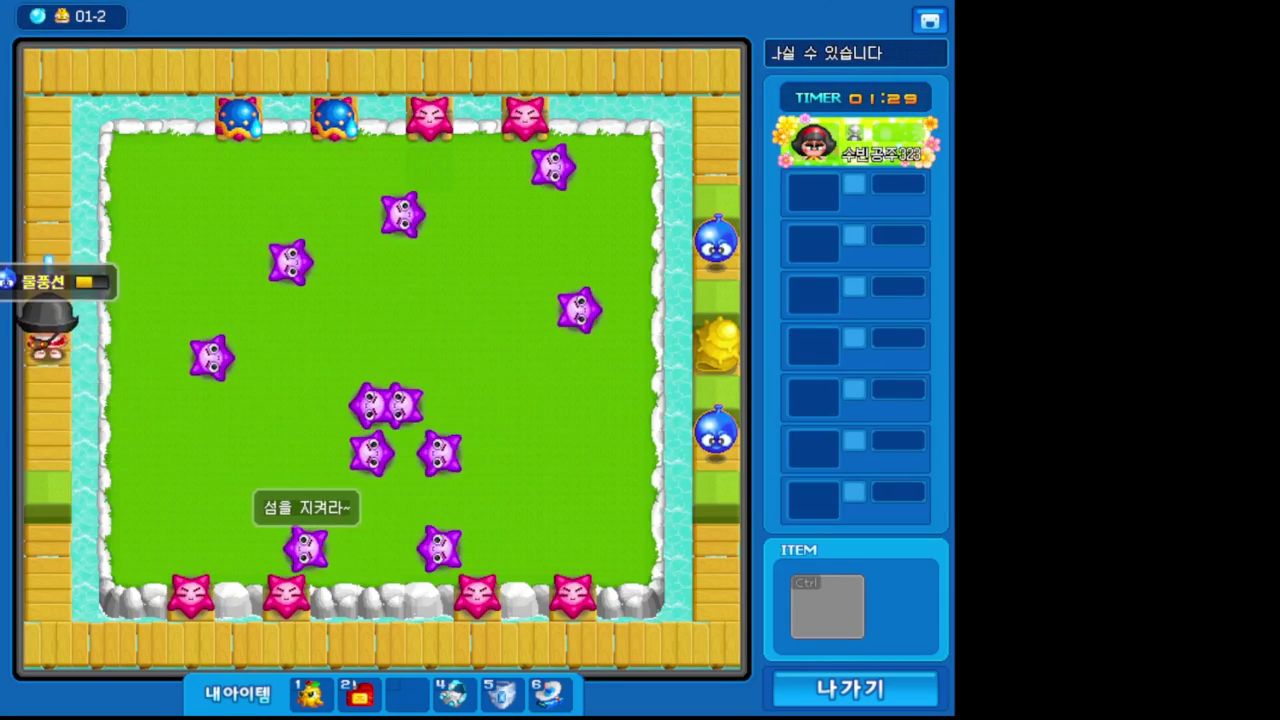 01-2
나실 수 있습니다
TIMER 01:29
수빈공주323
물풍선
섬을 지켜라~
ITEM
Ctrl
내 아이템
1
2
4
5
6
나가기